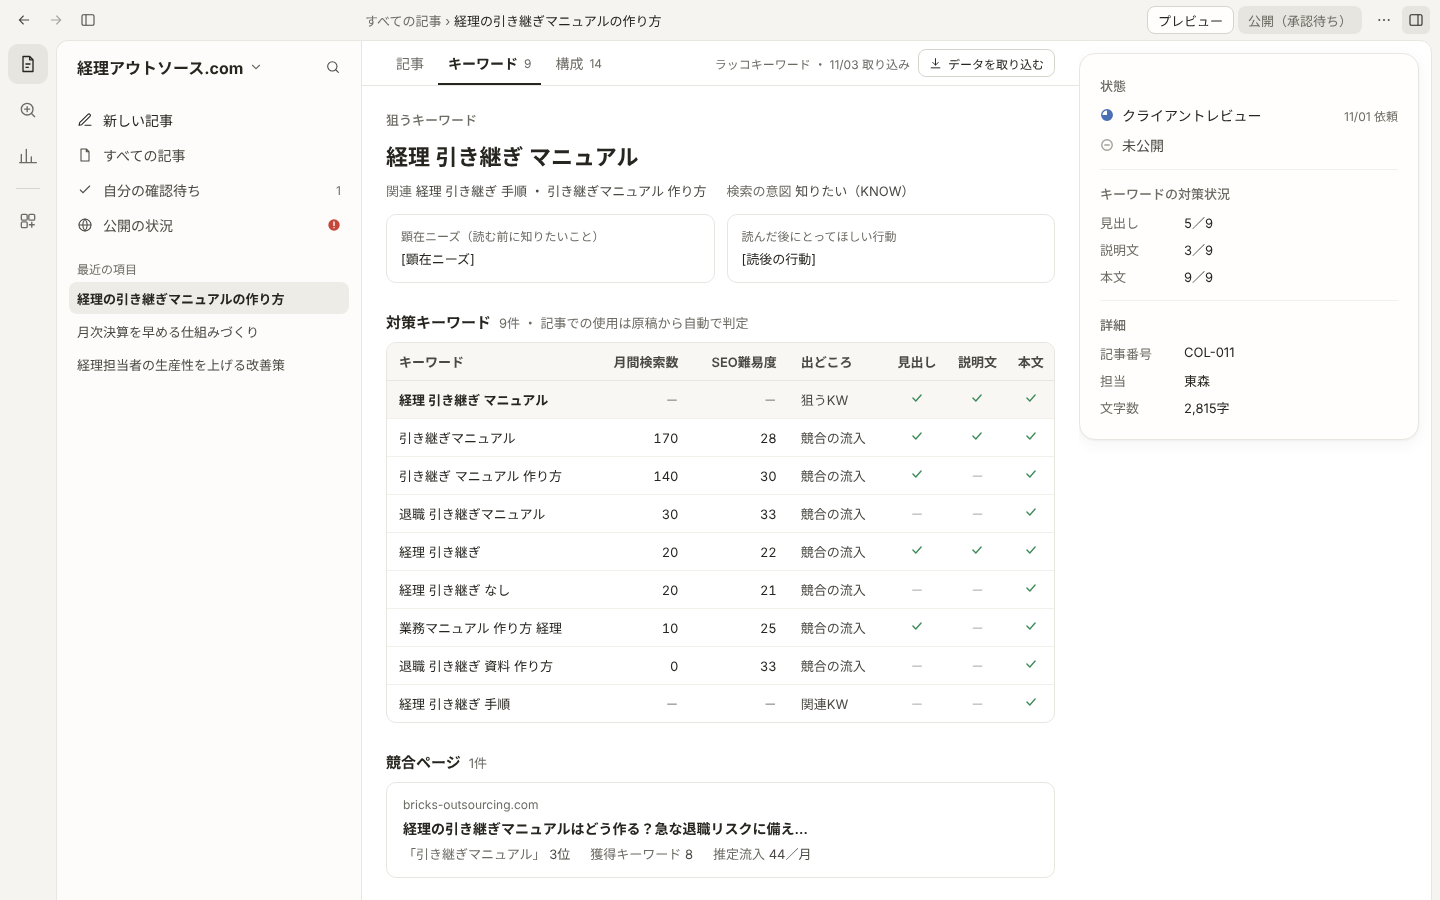 すべての記事 › 経理の引き継ぎマニュアルの作り方
プレビュー
公開（承認待ち）
経理アウトソース.com
新しい記事
すべての記事
自分の確認待ち 1
公開の状況
最近の項目
経理の引き継ぎマニュアルの作り方
月次決算を早める仕組みづくり
経理担当者の生産性を上げる改善策
記事 キーワード 9 構成 14
ラッコキーワード ・ 11/03 取り込み データを取り込む
狙うキーワード
経理 引き継ぎ マニュアル
関連 経理 引き継ぎ 手順 ・ 引き継ぎマニュアル 作り方 検索の意図 知りたい（KNOW）
顕在ニーズ（読む前に知りたいこと）
[顕在ニーズ]
読んだ後にとってほしい行動
[読後の行動]
対策キーワード 9件 ・ 記事での使用は原稿から自動で判定
キーワード 月間検索数 SEO難易度 出どころ 見出し 説明文 本文
経理 引き継ぎ マニュアル — — 狙うKW ✓ ✓ ✓
引き継ぎマニュアル 170 28 競合の流入 ✓ ✓ ✓
引き継ぎ マニュアル 作り方 140 30 競合の流入 ✓ — ✓
退職 引き継ぎマニュアル 30 33 競合の流入 — — ✓
経理 引き継ぎ 20 22 競合の流入 ✓ ✓ ✓
経理 引き継ぎ なし 20 21 競合の流入 — — ✓
業務マニュアル 作り方 経理 10 25 競合の流入 ✓ — ✓
退職 引き継ぎ 資料 作り方 0 33 競合の流入 — — ✓
経理 引き継ぎ 手順 — — 関連KW — — ✓
競合ページ 1件
bricks-outsourcing.com
経理の引き継ぎマニュアルはどう作る？急な退職リスクに備え…
「引き継ぎマニュアル」 3位 獲得キーワード 8 推定流入 44／月
状態
クライアントレビュー 11/01 依頼
未公開
キーワードの対策状況
見出し 5／9
説明文 3／9
本文 9／9
詳細
記事番号 COL-011
担当 東森
文字数 2,815字